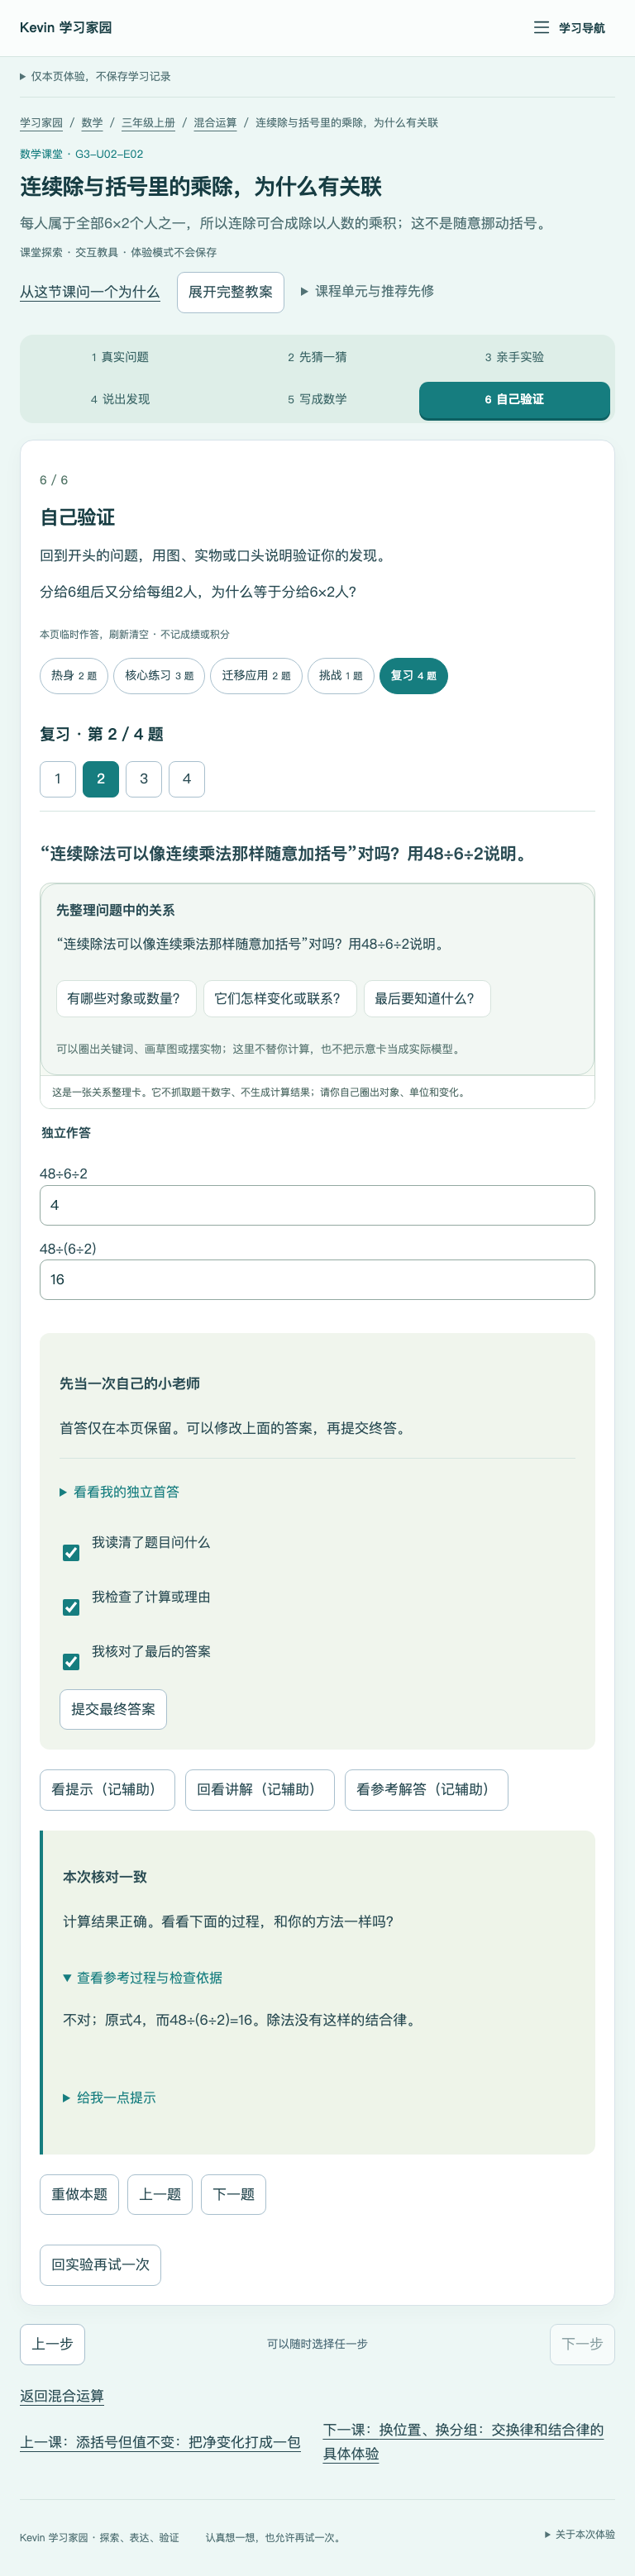 Kevin 学习家园
学习导航
仅本页体验，不保存学习记录
学习家园 / 数学 / 三年级上册 / 混合运算 / 连续除与括号里的乘除，为什么有关联
数学课堂 · G3-U02-E02
连续除与括号里的乘除，为什么有关联
每人属于全部6×2个人之一，所以连除可合成除以人数的乘积；这不是随意挪动括号。
课堂探索 · 交互教具 · 体验模式不会保存
从这节课问一个为什么
展开完整教案
课程单元与推荐先修
1 真实问题
2 先猜一猜
3 亲手实验
4 说出发现
5 写成数学
6 自己验证
6 / 6
自己验证
回到开头的问题，用图、实物或口头说明验证你的发现。
分给6组后又分给每组2人，为什么等于分给6×2人？
本页临时作答，刷新清空 · 不记成绩或积分
热身 2 题
核心练习 3 题
迁移应用 2 题
挑战 1 题
复习 4 题
复习 · 第 2 / 4 题
1
2
3
4
“连续除法可以像连续乘法那样随意加括号”对吗？用48÷6÷2说明。
先整理问题中的关系
“连续除法可以像连续乘法那样随意加括号”对吗？用48÷6÷2说明。
有哪些对象或数量？
它们怎样变化或联系？
最后要知道什么？
可以圈出关键词、画草图或摆实物；这里不替你计算，也不把示意卡当成实际模型。
这是一张关系整理卡。它不抓取题干数字、不生成计算结果；请你自己圈出对象、单位和变化。
独立作答
48÷6÷2
4
48÷(6÷2)
16
先当一次自己的小老师
首答仅在本页保留。可以修改上面的答案，再提交终答。
看看我的独立首答
我读清了题目问什么
我检查了计算或理由
我核对了最后的答案
提交最终答案
看提示（记辅助）
回看讲解（记辅助）
看参考解答（记辅助）
本次核对一致
计算结果正确。看看下面的过程，和你的方法一样吗？
查看参考过程与检查依据
不对；原式4，而48÷(6÷2)=16。除法没有这样的结合律。
给我一点提示
重做本题
上一题
下一题
回实验再试一次
上一步
可以随时选择任一步
下一步
返回混合运算
上一课：添括号但值不变：把净变化打成一包
下一课：换位置、换分组：交换律和结合律的
具体体验
Kevin 学习家园 · 探索、表达、验证
认真想一想，也允许再试一次。
关于本次体验